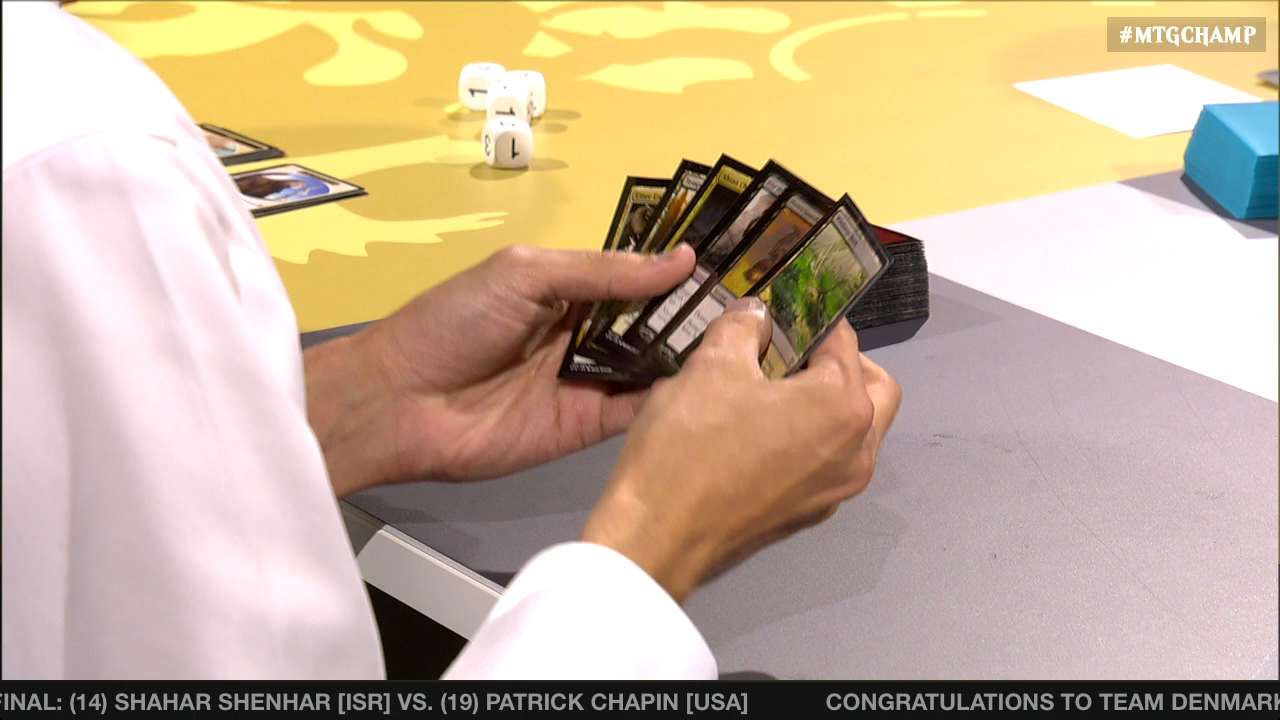 #MTGCHAMP
FINAL: (14) SHAHAR SHENHAR [ISR] VS. (19) PATRICK CHAPIN [USA] CONGRATULATIONS TO TEAM DENMARK